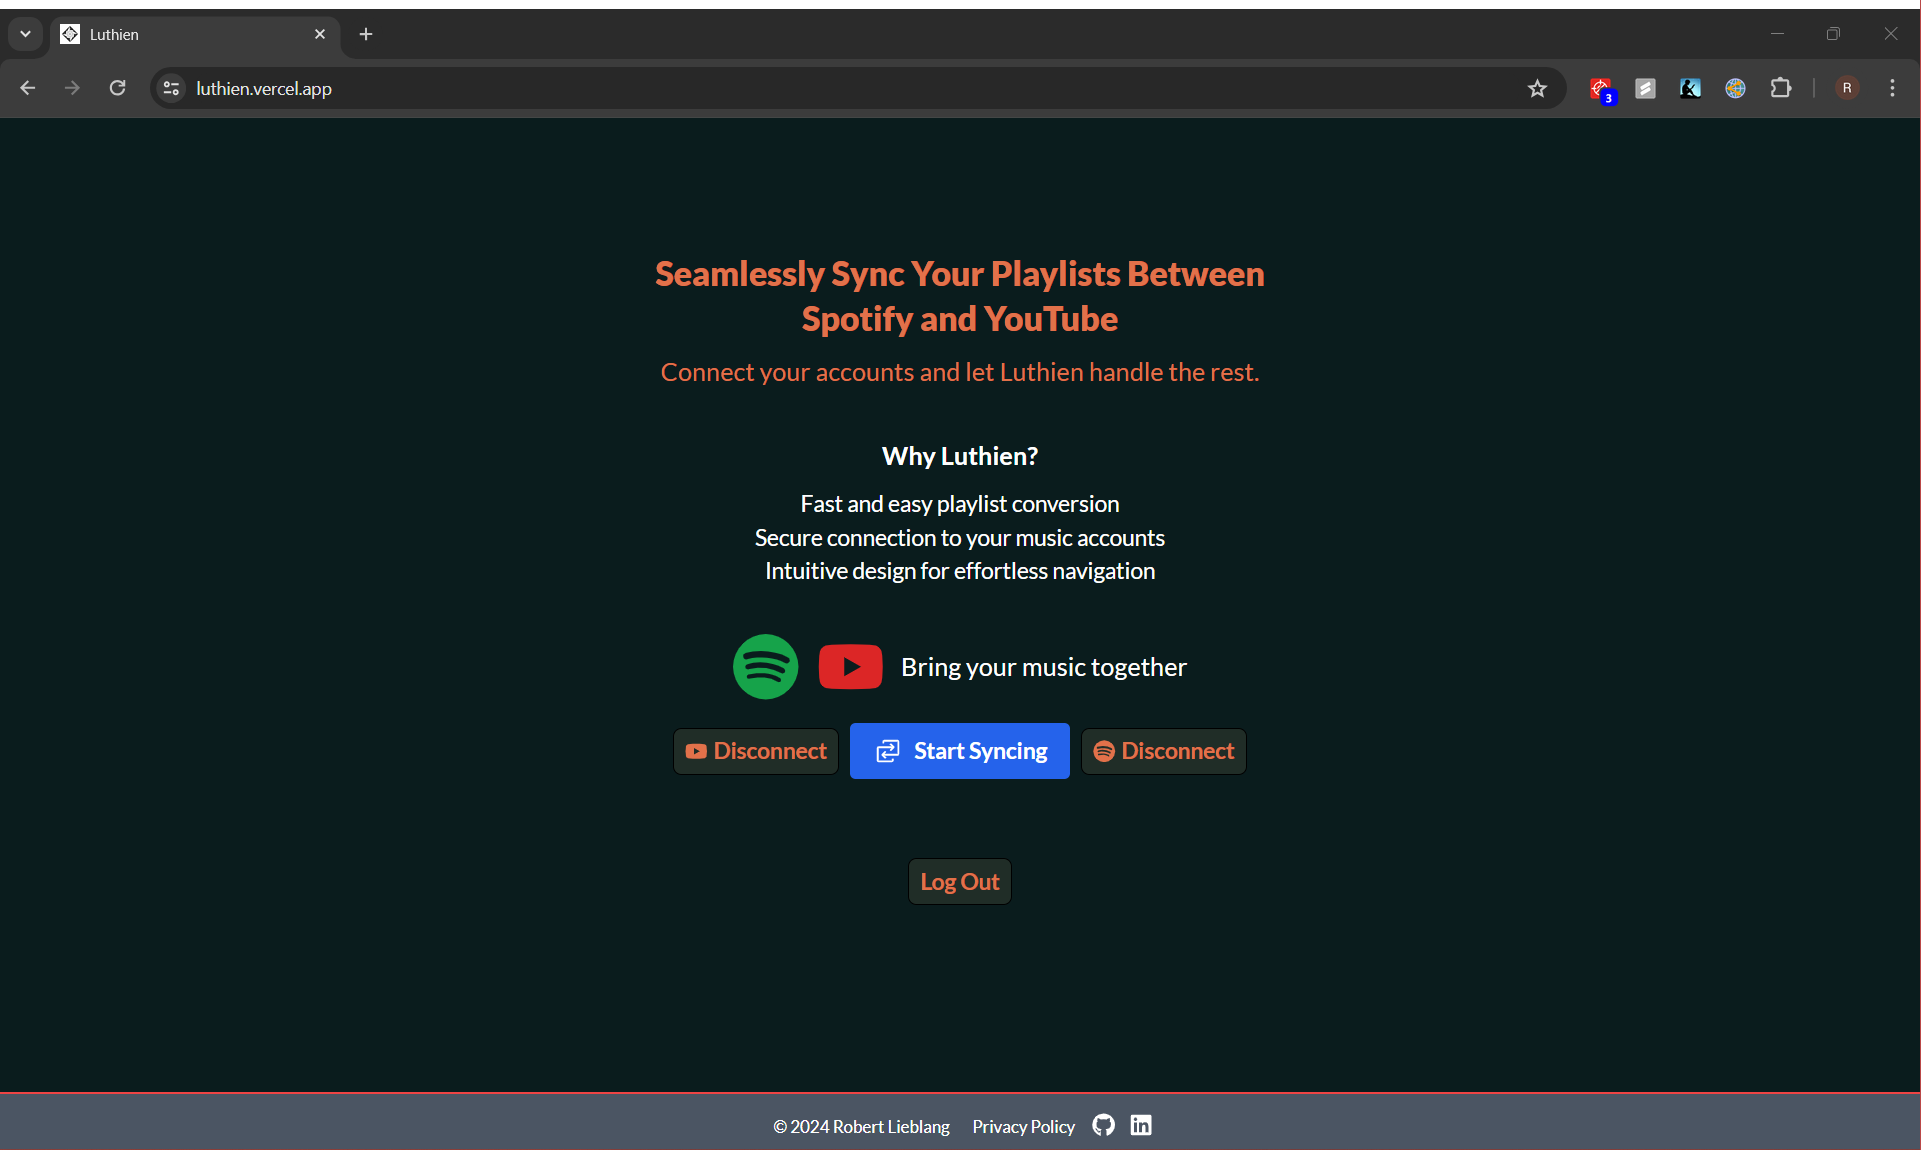 Luthien
luthien.vercel.app
3
R
Seamlessly Sync Your Playlists Between
Spotify and YouTube
Connect your accounts and let Luthien handle the rest.
Why Luthien?
Fast and easy playlist conversion
Secure connection to your music accounts
Intuitive design for effortless navigation
Bring your music together
Disconnect
Start Syncing
Disconnect
Log Out
© 2024 Robert Lieblang
Privacy Policy
in